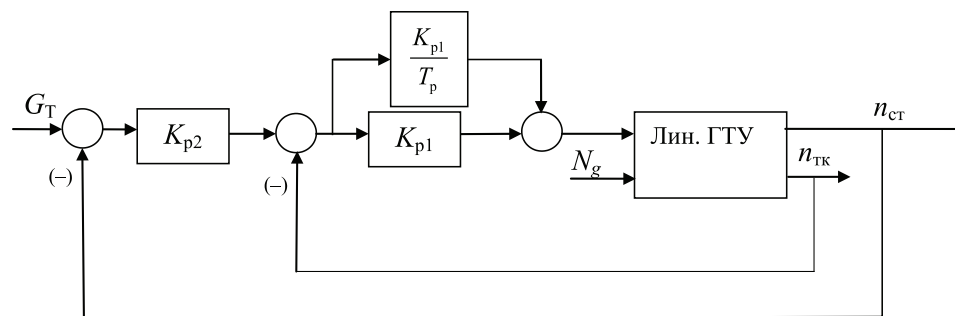 K_p1
T_p
G_T
K_p2
K_p1
Лин. ГТУ
n_ст
n_тк
N_g
(–)
(–)